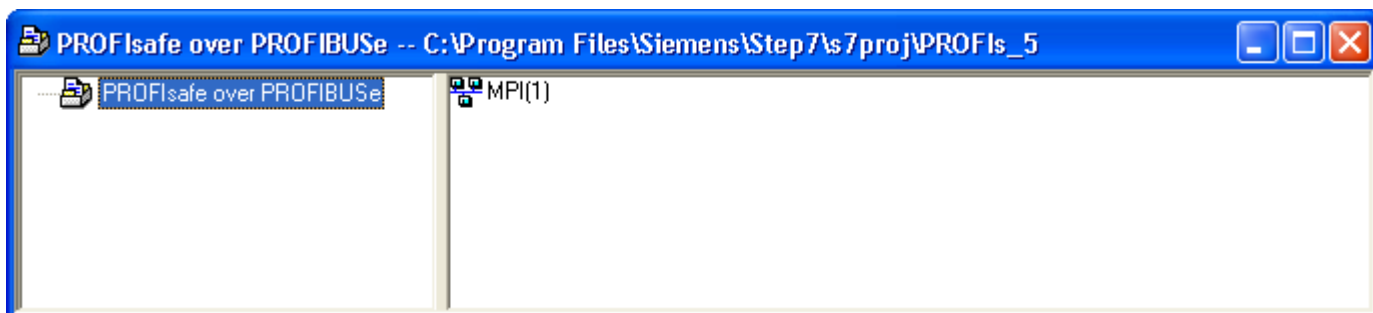 PROFIsafe over PROFIBUSe -- C:\Program Files\Siemens\Step7\s7proj\PROFIs_5
PROFIsafe over PROFIBUSe
MPI(1)